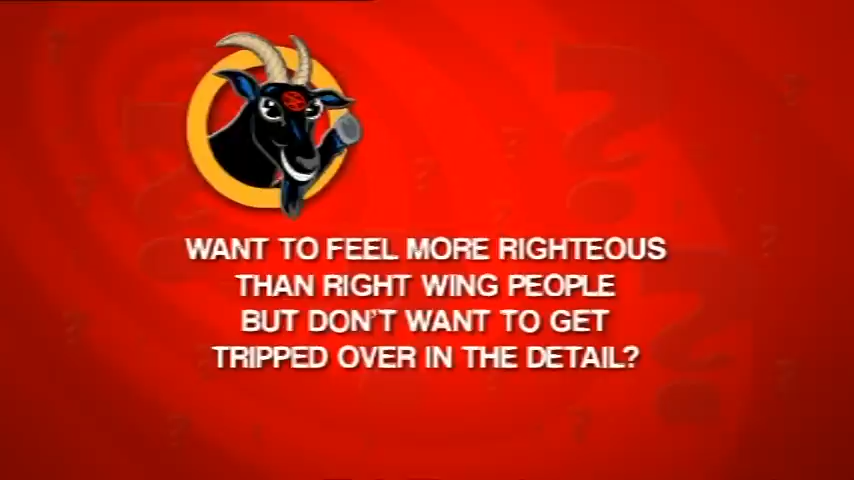 WANT TO FEEL MORE RIGHTEOUS
THAN RIGHT WING PEOPLE
BUT DON'T WANT TO GET
TRIPPED OVER IN THE DETAIL?